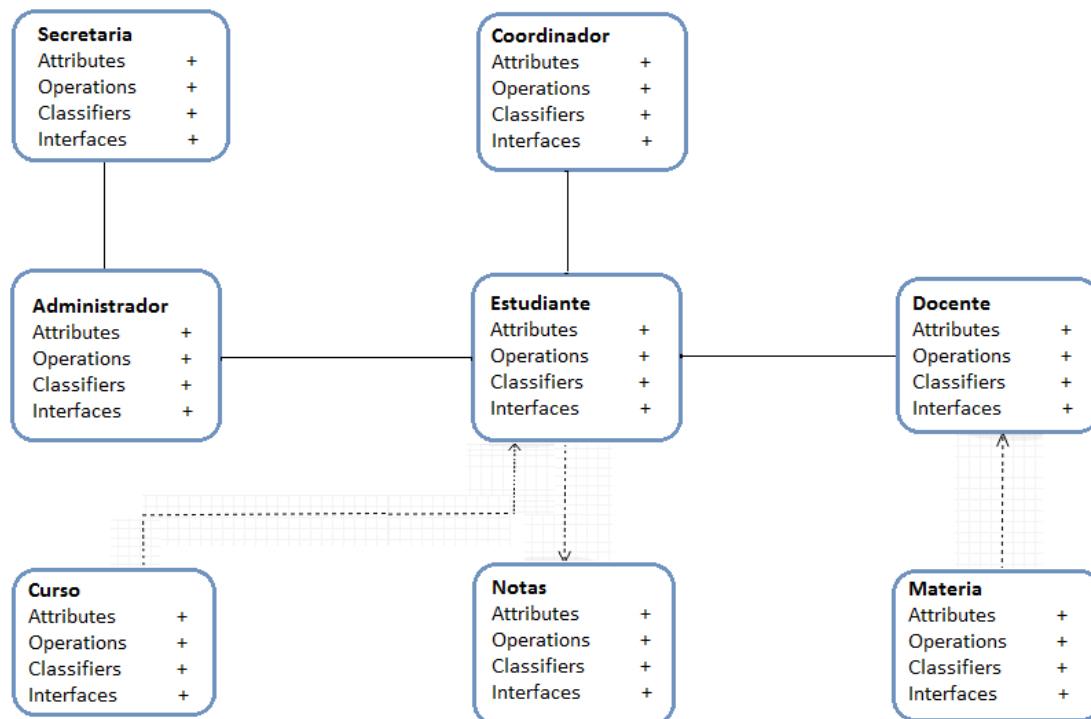 Secretaria
Attributes +
Operations +
Classifiers +
Interfaces +
Coordinador
Attributes +
Operations +
Classifiers +
Interfaces +
Administrador
Attributes +
Operations +
Classifiers +
Interfaces +
Estudiante
Attributes +
Operations +
Classifiers +
Interfaces +
Docente
Attributes +
Operations +
Classifiers +
Interfaces +
Curso
Attributes +
Operations +
Classifiers +
Interfaces +
Notas
Attributes +
Operations +
Classifiers +
Interfaces +
Materia
Attributes +
Operations +
Classifiers +
Interfaces +